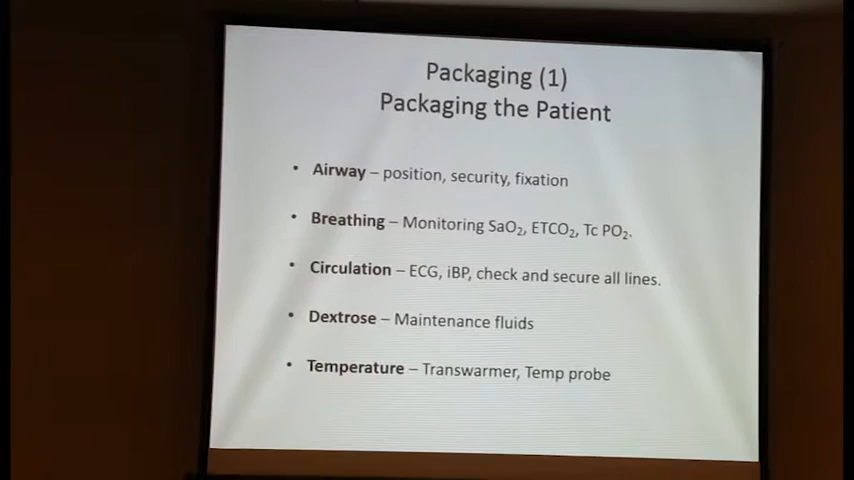 Packaging (1)
Packaging the Patient
• Airway – position, security, fixation
• Breathing – Monitoring SaO₂, ETCO₂, Tc PO₂.
• Circulation – ECG, iBP, check and secure all lines.
• Dextrose – Maintenance fluids
• Temperature – Transwarmer, Temp probe